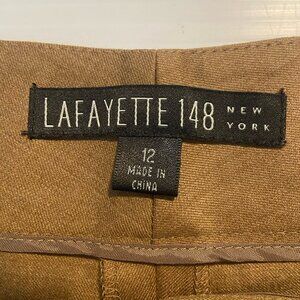 LAFAYETTE 148 NEW YORK
12
MADE IN
CHINA